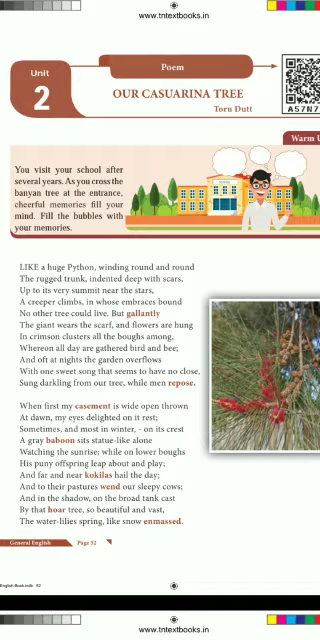 www.tntextbooks.in
Unit
2
Poem
OUR CASUARINA TREE
Toru Dutt
A57N7
Warm U
You visit your school after
several years. As you cross the
banyan tree at the entrance,
cheerful memories fill your
mind. Fill the bubbles with
your memories.
LIKE a huge Python, winding round and round
The rugged trunk, indented deep with scars,
Up to its very summit near the stars,
A creeper climbs, in whose embraces bound
No other tree could live. But gallantly
The giant wears the scarf, and flowers are hung
In crimson clusters all the boughs among,
Whereon all day are gathered bird and bee;
And oft at nights the garden overflows
With one sweet song that seems to have no close,
Sung darkling from our tree, while men repose.
When first my casement is wide open thrown
At dawn, my eyes delighted on it rest;
Sometimes, and most in winter, - on its crest
A gray baboon sits statue-like alone
Watching the sunrise; while on lower boughs
His puny offspring leap about and play;
And far and near kokilas hail the day;
And to their pastures wend our sleepy cows;
And in the shadow, on the broad tank cast
By that hoar tree, so beautiful and vast,
The water-lilies spring, like snow enmassed.
General English
Page 52
English Book.indb 52
www.tntextbooks.in